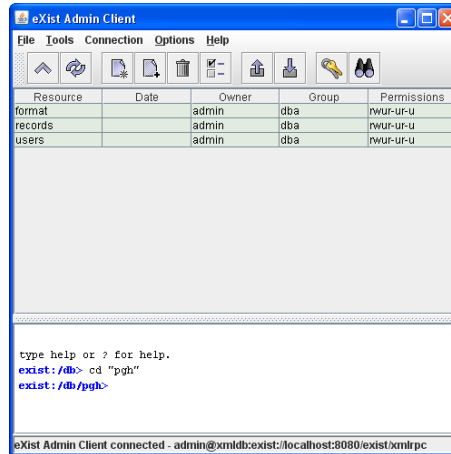 eXist Admin Client
File Tools Connection Options Help
Resource Date Owner Group Permissions
format admin dba rwur-ur-u
records admin dba rwur-ur-u
users admin dba rwur-ur-u
type help or ? for help.
exist:/db> cd "pgh"
exist:/db/pgh>
eXist Admin Client connected - admin@xmldb:exist://localhost:8080/exist/xmlrpc